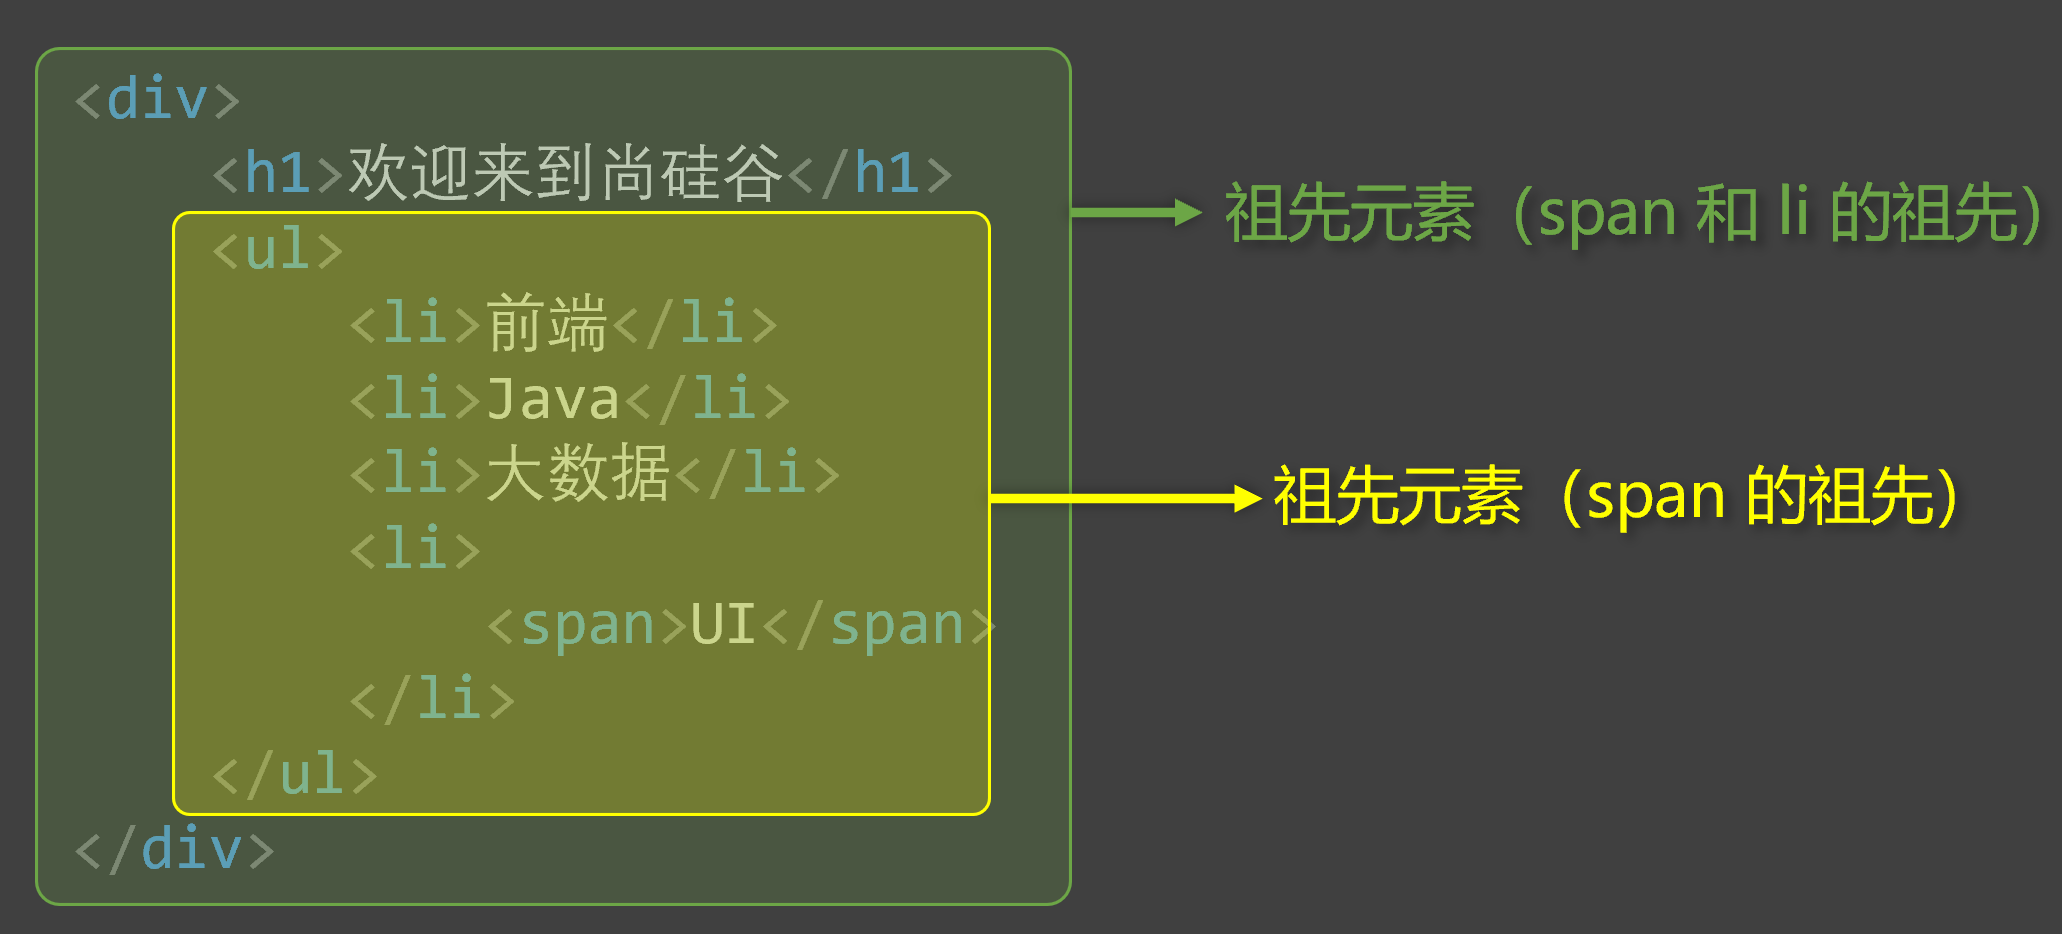 <div>
<h1>欢迎来到尚硅谷</h1>
祖先元素（span 和 li 的祖先）
<ul>
<li>前端</li>
<li>Java</li>
<li>大数据</li>
祖先元素（span 的祖先）
<li>
<span>UI</span>
</li>
</ul>
</div>